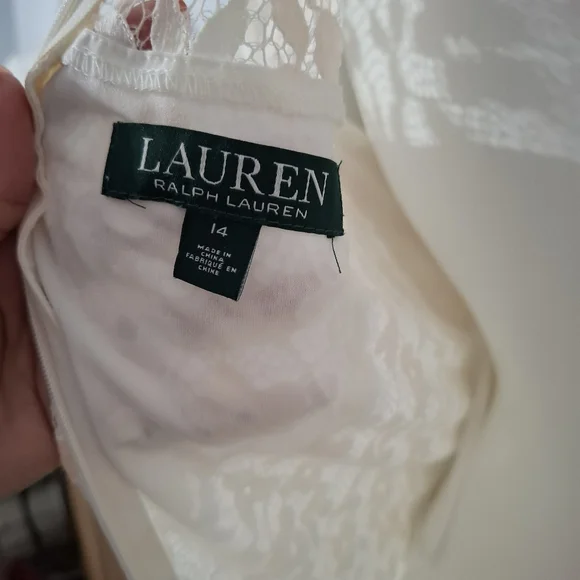 LAUREN
RALPH LAUREN
14
MADE IN
CHINA
FABRIQUÉ EN
CHINE